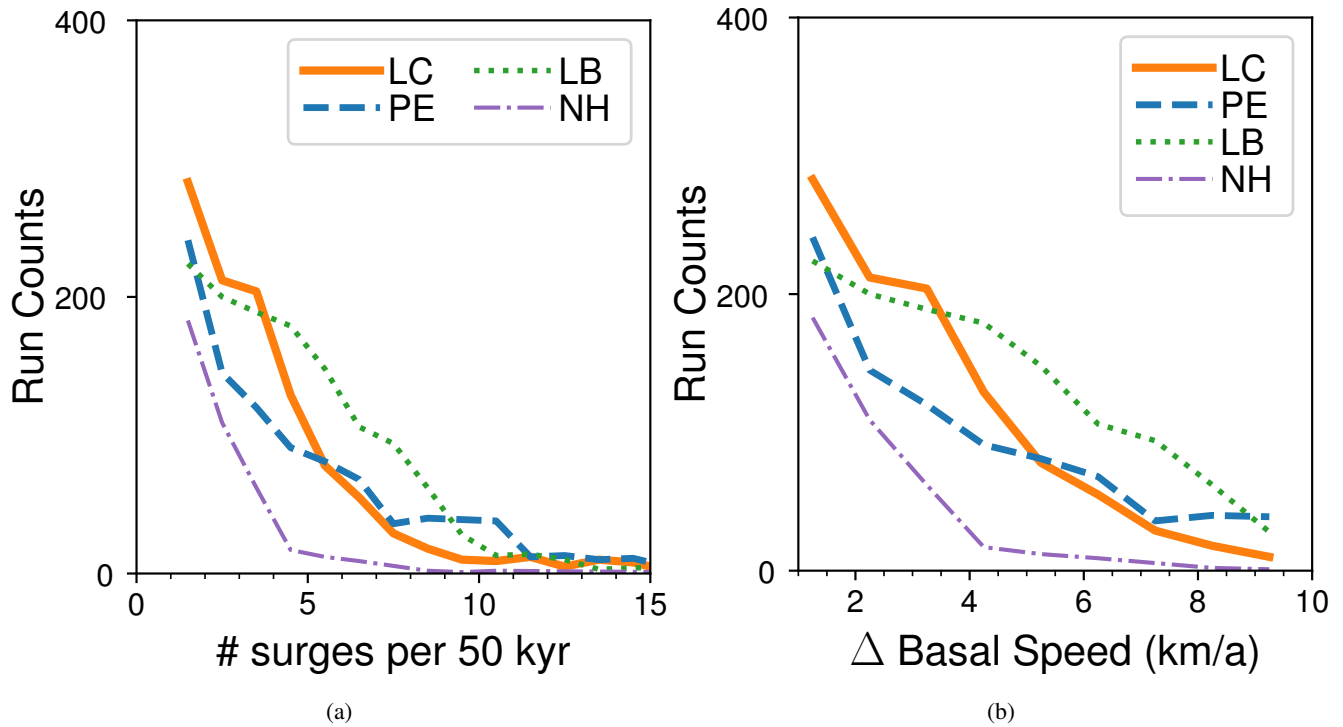 400
LC LB
PE NH
200
0
0 5 10 15
Run Counts
# surges per 50 kyr
(a)
400
LC
PE
LB
NH
200
0
2 4 6 8 10
Run Counts
Δ Basal Speed (km/a)
(b)